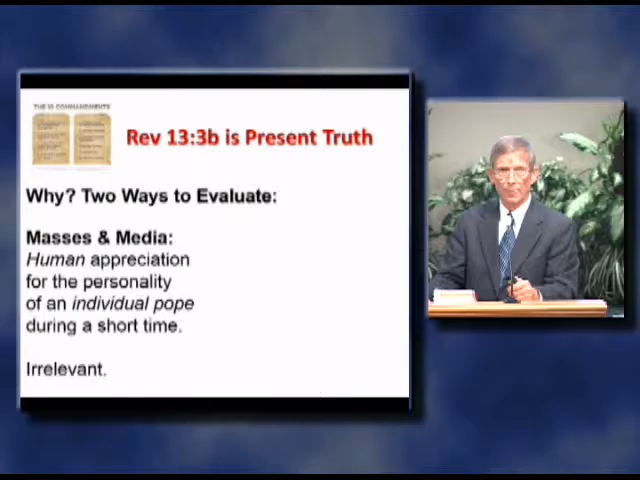 THE 10 COMMANDMENTS
Rev 13:3b is Present Truth
Why? Two Ways to Evaluate:
Masses & Media:
Human appreciation
for the personality
of an individual pope
during a short time.
Irrelevant.